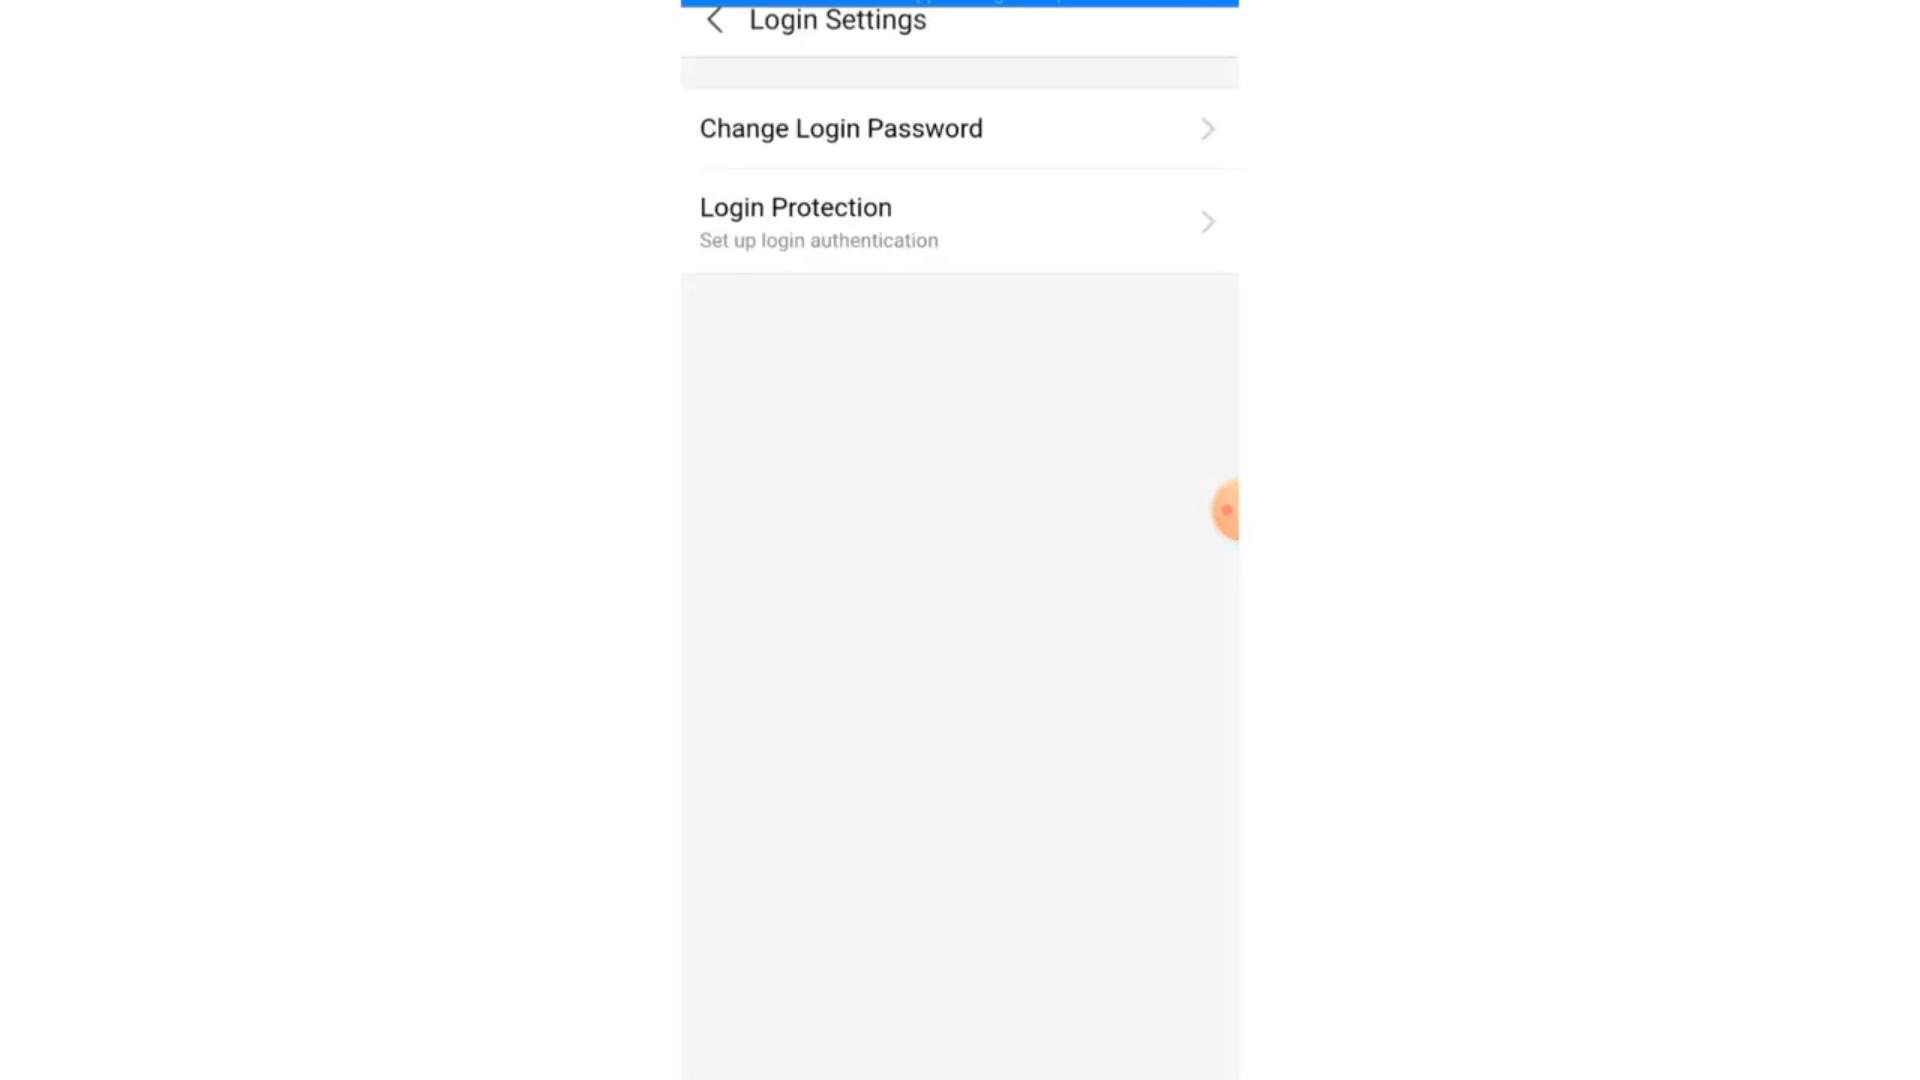 Login Settings
Change Login Password
Login Protection
Set up login authentication